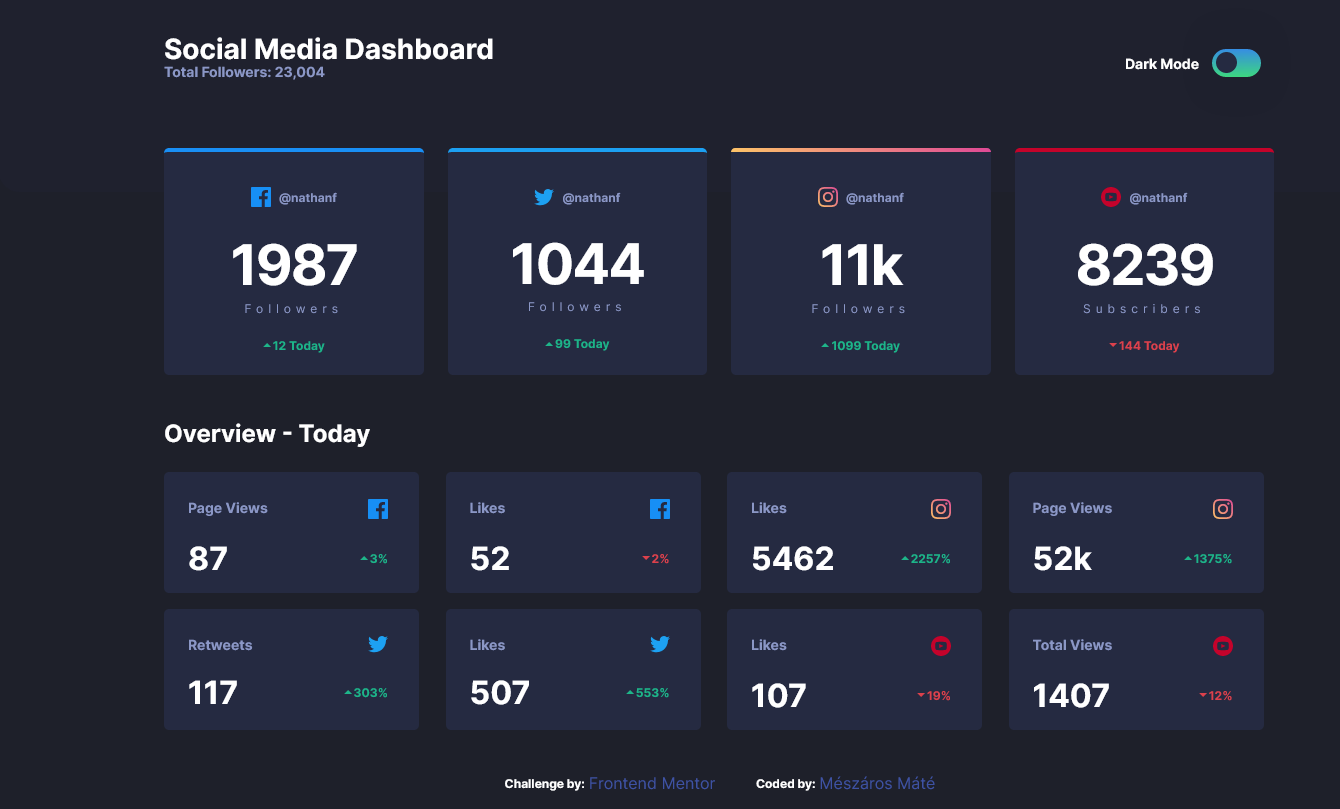 Social Media Dashboard
Total Followers: 23,004
Dark Mode
@nathanf
1987
Followers
12 Today
@nathanf
1044
Followers
99 Today
@nathanf
11k
Followers
1099 Today
@nathanf
8239
Subscribers
144 Today
Overview - Today
Page Views
87
3%
Likes
52
2%
Likes
5462
2257%
Page Views
52k
1375%
Retweets
117
303%
Likes
507
553%
Likes
107
19%
Total Views
1407
12%
Challenge by: Frontend Mentor
Coded by: Mészáros Máté